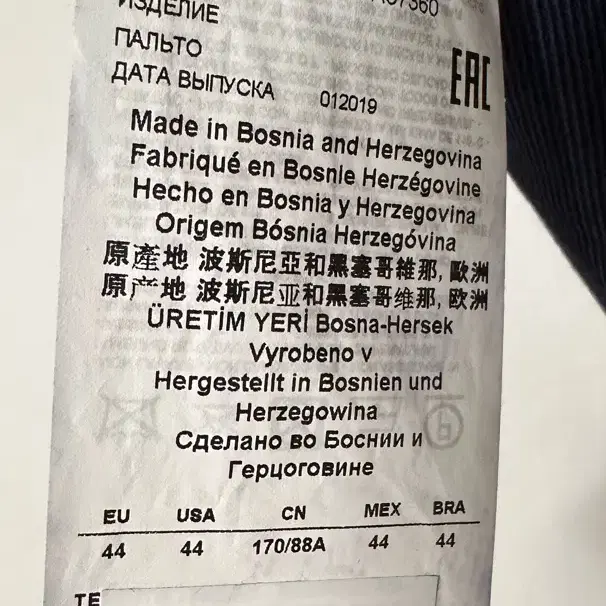 ИЗДЕЛИЕ
ПАЛЬТО
ДАТА ВЫПУСКА 012019
EAC
Made in Bosnia and Herzegovina
Fabriqué en Bosnie Herzégovine
Hecho en Bosnia y Herzegovina
Origem Bósnia Herzegóvina
原產地 波斯尼亞和黑塞哥維那, 歐洲
原产地 波斯尼亚和黑塞哥维那, 欧洲
ÜRETİM YERİ Bosna-Hersek
Vyrobeno v
Hergestellt in Bosnien und
Herzegowina
Сделано во Боснии и
Герцоговине
EU USA CN MEX BRA
44 44 170/88A 44 44